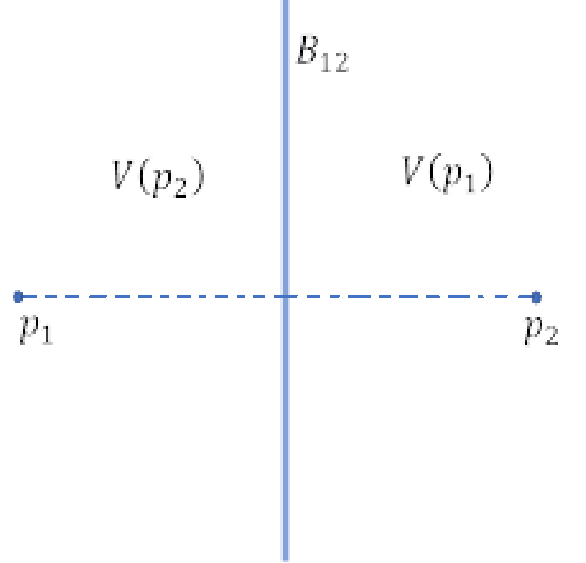 B₁₂
V(p₂) V(p₁)
p₁ p₂